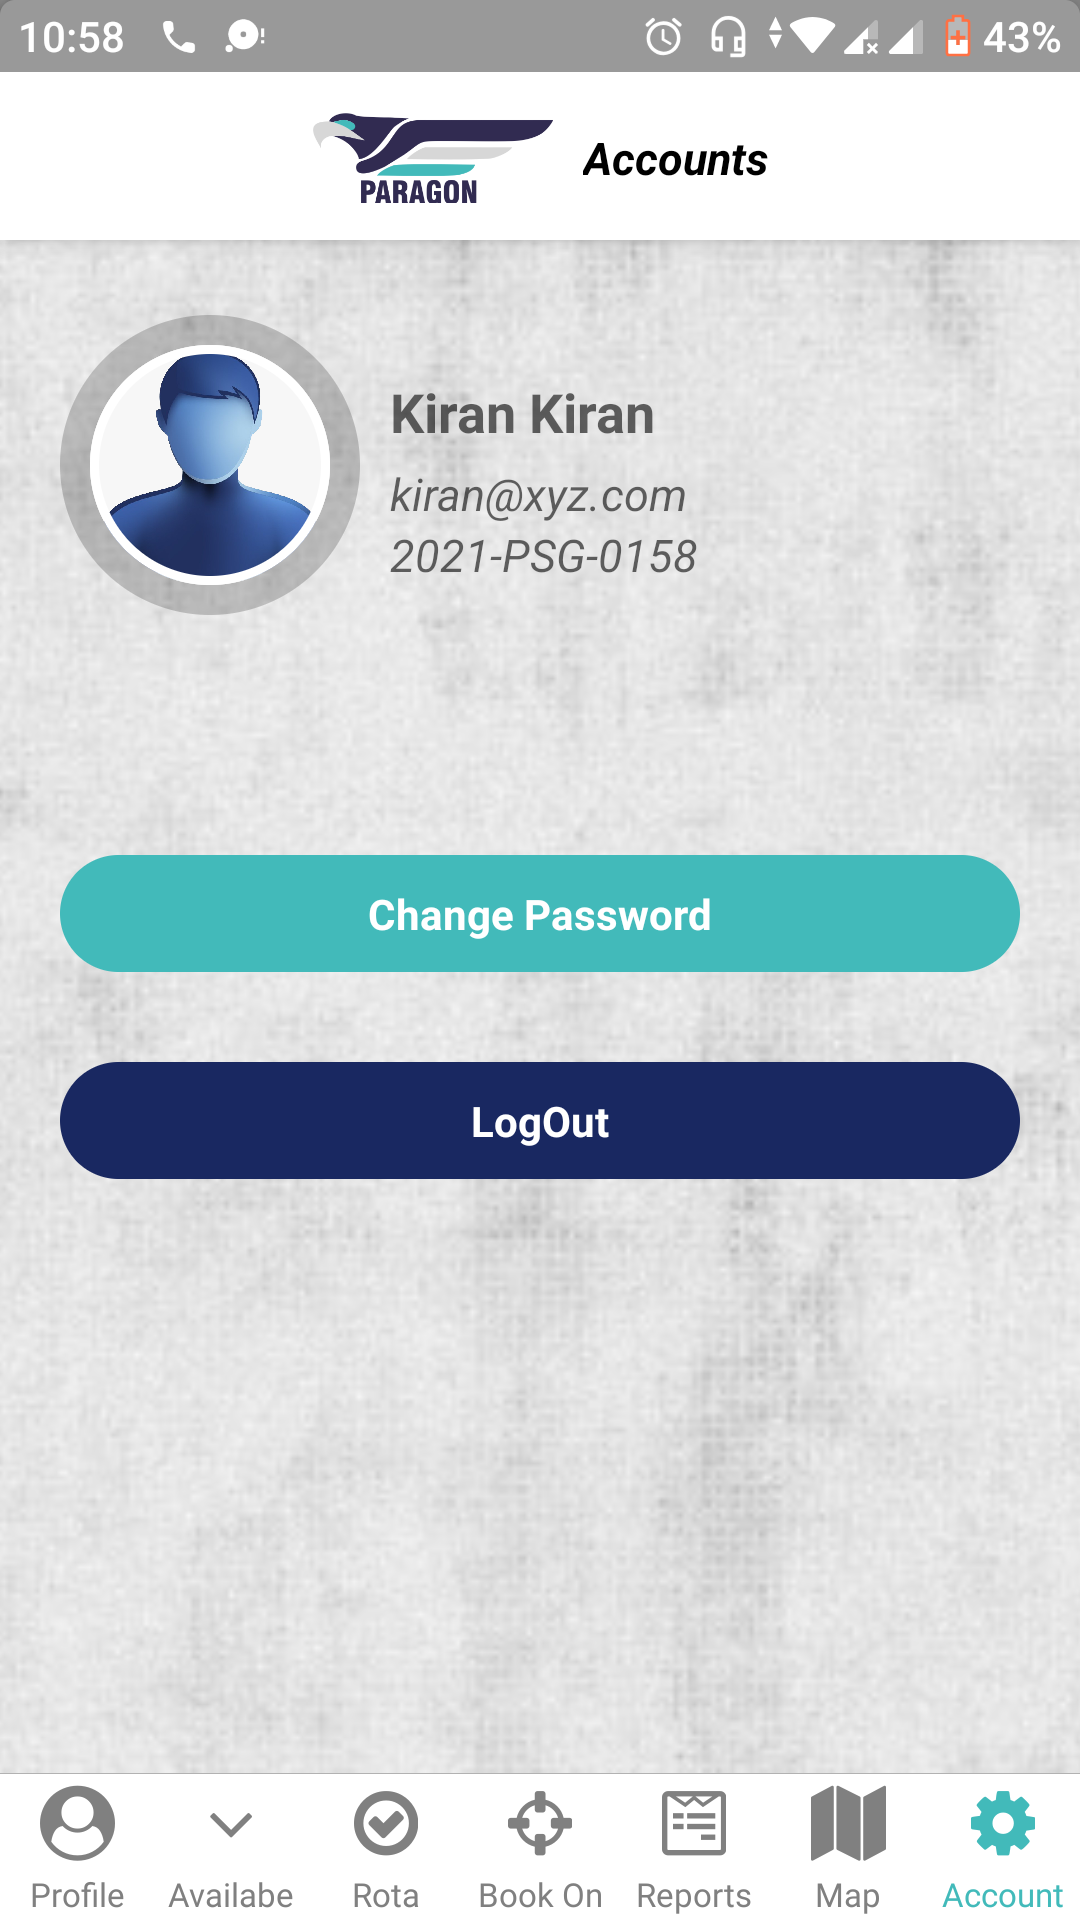 10:58
43%
PARAGON
Accounts
Kiran Kiran
kiran@xyz.com
2021-PSG-0158
Change Password
LogOut
Profile Availabe Rota Book On Reports Map Account